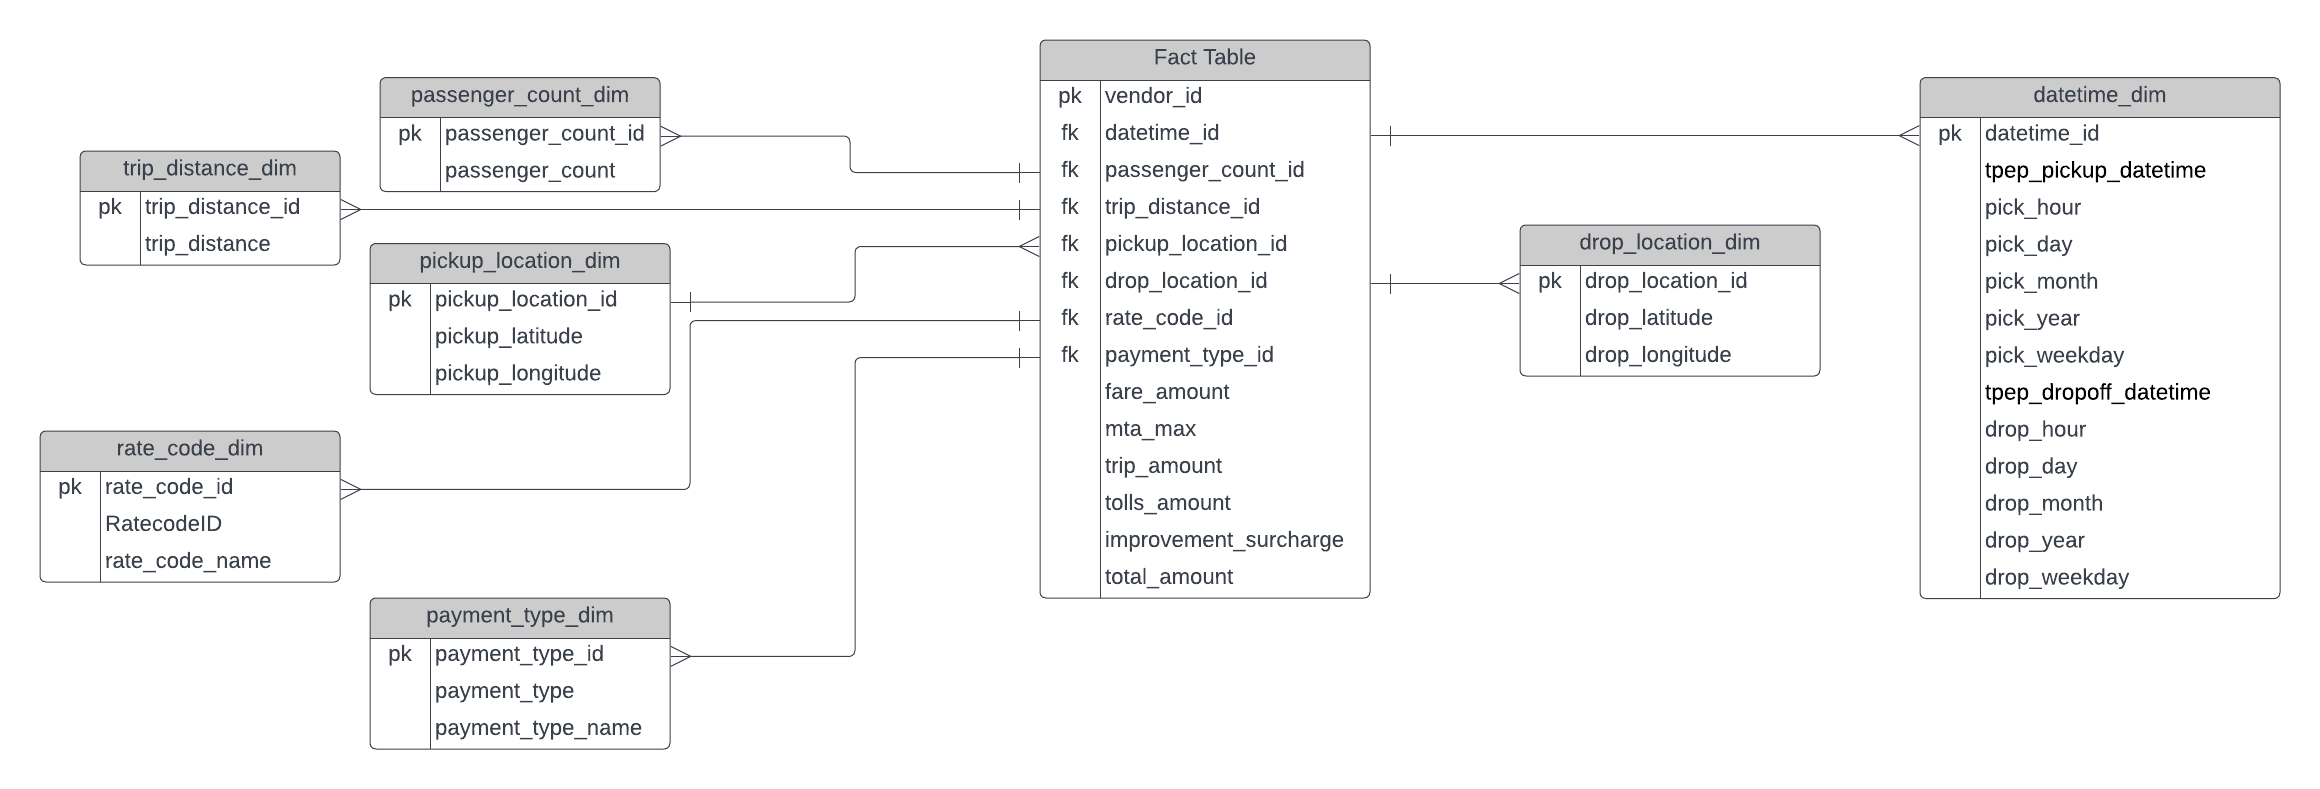 passenger_count_dim
pk passenger_count_id
passenger_count
trip_distance_dim
pk trip_distance_id
trip_distance
pickup_location_dim
pk pickup_location_id
pickup_latitude
pickup_longitude
rate_code_dim
pk rate_code_id
RatecodeID
rate_code_name
payment_type_dim
pk payment_type_id
payment_type
payment_type_name
Fact Table
pk vendor_id
fk datetime_id
fk passenger_count_id
fk trip_distance_id
fk pickup_location_id
fk drop_location_id
fk rate_code_id
fk payment_type_id
fare_amount
mta_max
trip_amount
tolls_amount
improvement_surcharge
total_amount
drop_location_dim
pk drop_location_id
drop_latitude
drop_longitude
datetime_dim
pk datetime_id
tpep_pickup_datetime
pick_hour
pick_day
pick_month
pick_year
pick_weekday
tpep_dropoff_datetime
drop_hour
drop_day
drop_month
drop_year
drop_weekday